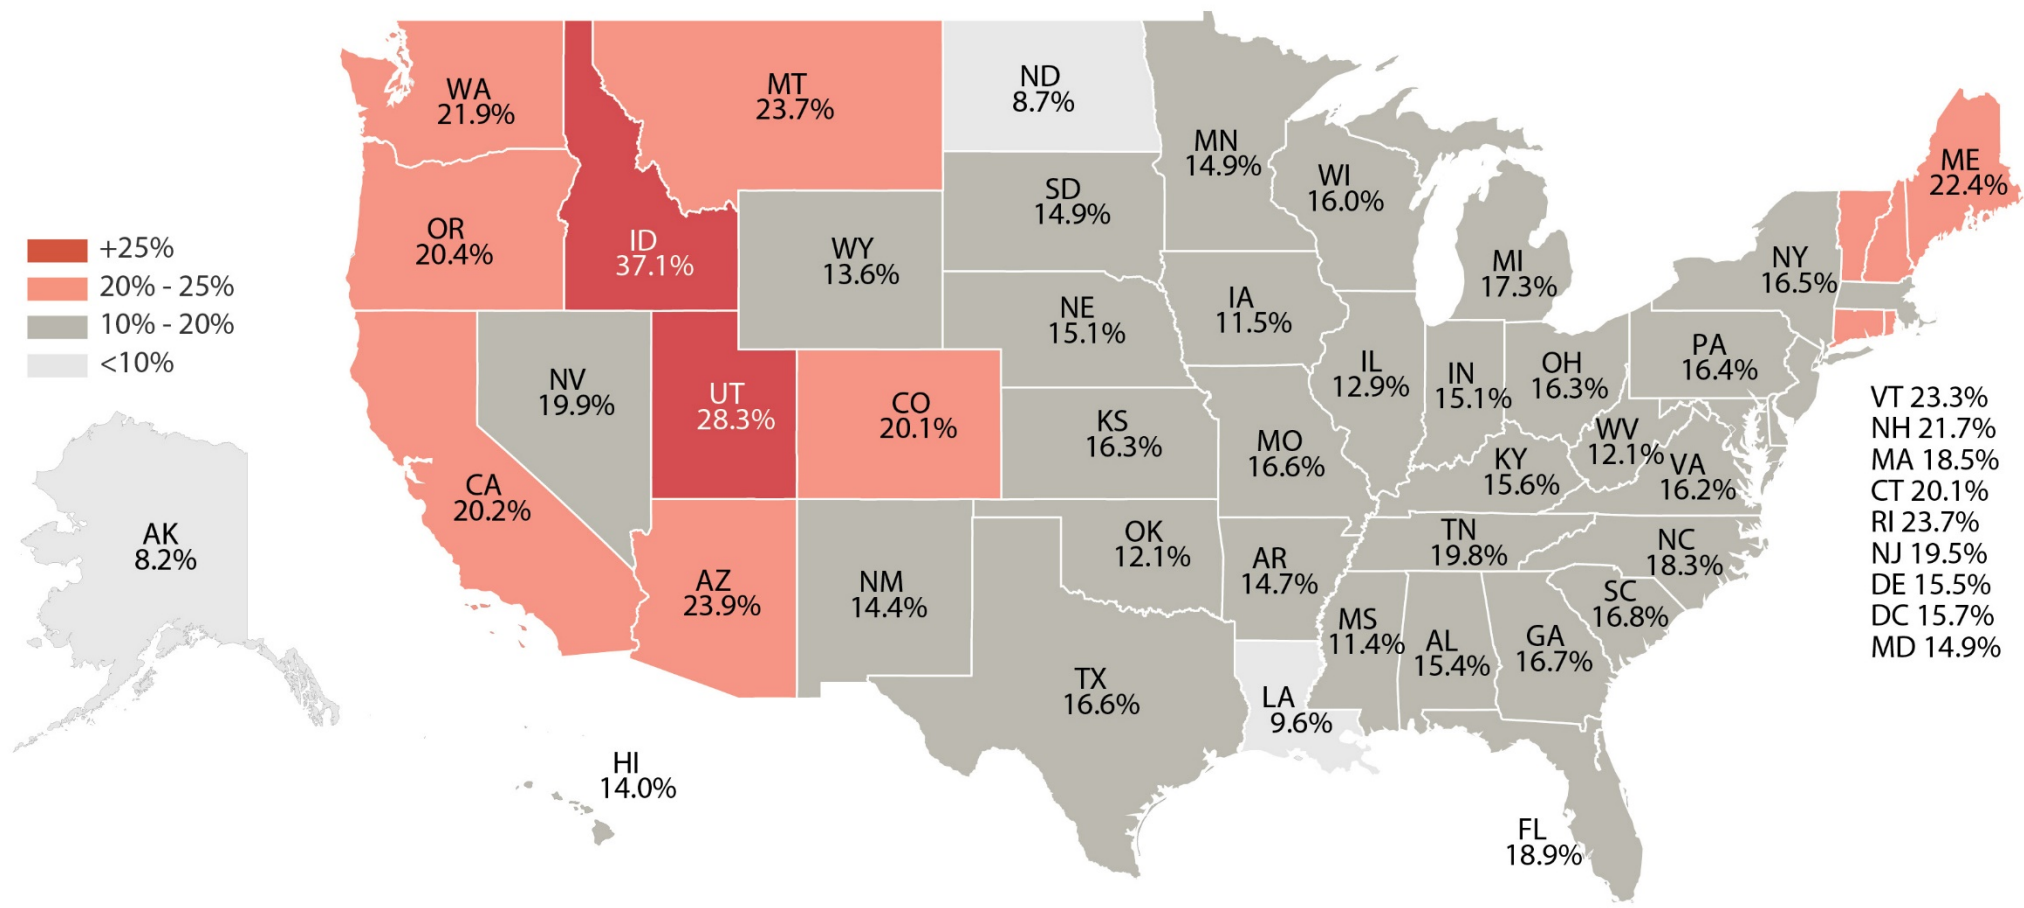 +25%
20% - 25%
10% - 20%
<10%
WA
21.9%
MT
23.7%
ND
8.7%
MN
14.9%
ME
22.4%
OR
20.4%
ID
37.1%
WY
13.6%
SD
14.9%
WI
16.0%
MI
17.3%
NY
16.5%
NE
15.1%
IA
11.5%
NV
19.9%
UT
28.3%
CO
20.1%
KS
16.3%
MO
16.6%
IL
12.9%
IN
15.1%
OH
16.3%
PA
16.4%
WV
12.1%
VA
16.2%
KY
15.6%
CA
20.2%
AK
8.2%
AZ
23.9%
NM
14.4%
OK
12.1%
AR
14.7%
TN
19.8%
NC
18.3%
SC
16.8%
MS
11.4%
AL
15.4%
GA
16.7%
TX
16.6%
LA
9.6%
HI
14.0%
FL
18.9%
VT 23.3%
NH 21.7%
MA 18.5%
CT 20.1%
RI 23.7%
NJ 19.5%
DE 15.5%
DC 15.7%
MD 14.9%